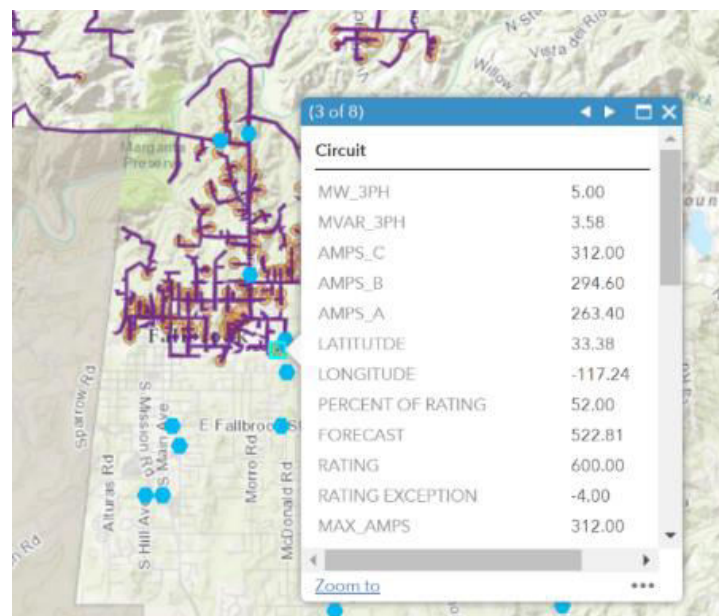 N St
Vista del Rio
Willow
(3 of 8)
Circuit
MW_3PH 5.00
MVAR_3PH 3.58
AMPS_C 312.00
AMPS_B 294.60
AMPS_A 263.40
LATITUTDE 33.38
LONGITUDE -117.24
PERCENT OF RATING 52.00
FORECAST 522.81
RATING 600.00
RATING EXCEPTION -4.00
MAX_AMPS 312.00
Zoom to
Margarita
Preserve
Sparrow Rd
S Mission Rd
S Main Ave
E Fallbrook St
Alturas Rd
S Hill Ave
Morro Rd
McDonald Rd
Rd